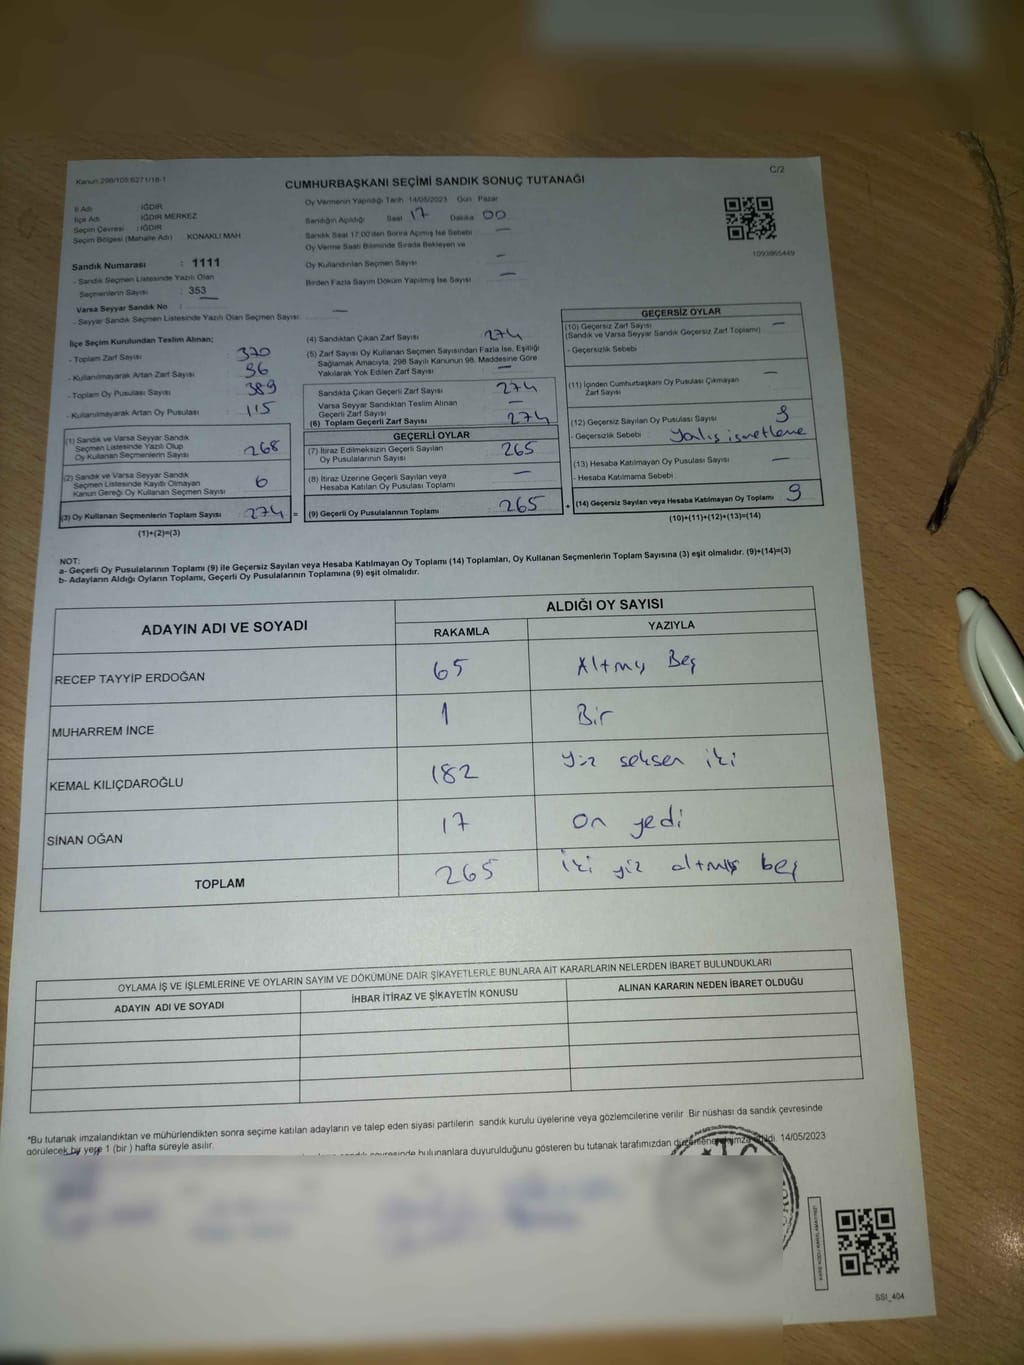 Kanun:298/105:6271/18-1
C/2
CUMHURBAŞKANI SEÇİMİ SANDIK SONUÇ TUTANAĞI
İl Adı : IĞDIR
İlçe Adı : IĞDIR MERKEZ
Seçim Çevresi : IĞDIR
Seçim Bölgesi (Mahalle Adı) KONAKLI MAH
Sandık Numarası : 1111
- Sandık Seçmen Listesinde Yazılı Olan
Seçmenlerin Sayısı : 353
Varsa Seyyar Sandık No : —
- Seyyar Sandık Seçmen Listesinde Yazılı Olan Seçmen Sayısı: —
Oy Vermenin Yapıldığı Tarih 14/05/2023 Gün: Pazar
Sandığın Açıldığı Saat 17 Dakika 00
Sandık Saat 17:00'den Sonra Açımış İse Sebebi —
Oy Verme Saati Bitiminde Sırada Bekleyen ve
Oy Kullandırılan Seçmen Sayısı —
Birden Fazla Sayım Döküm Yapılmış İse Sayısı —
1093865449
İlçe Seçim Kurulundan Teslim Alınan;
- Toplam Zarf Sayısı : 370
- Kullanılmayarak Artan Zarf Sayısı : 96
- Toplam Oy Pusulası Sayısı : 389
- Kullanılmayarak Artan Oy Pusulası : 115
(1) Sandık ve Varsa Seyyar Sandık
Seçmen Listesinde Yazılı Olup
Oy Kullanan Seçmenlerin Sayısı : 268
(2) Sandık ve Varsa Seyyar Sandık
Seçmen Listesinde Kayıtlı Olmayan
Kanun Gereği Oy Kullanan Seçmen Sayısı : 6
(3) Oy Kullanan Seçmenlerin Toplam Sayısı : 274 =
(1)+(2)=(3)
(4) Sandıktan Çıkan Zarf Sayısı : 274
(5) Zarf Sayısı Oy Kullanan Seçmen Sayısından Fazla İse, Eşitliği
Sağlamak Amacıyla; 298 Sayılı Kanunun 98. Maddesine Göre
Yakılarak Yok Edilen Zarf Sayısı : —
Sandıkta Çıkan Geçerli Zarf Sayısı : 274
Varsa Seyyar Sandıktan Teslim Alınan
Geçerli Zarf Sayısı : —
(6) Toplam Geçerli Zarf Sayısı : 274
GEÇERLİ OYLAR
(7) İtiraz Edilmeksizin Geçerli Sayılan
Oy Pusulalarının Sayısı : 265
(8) İtiraz Üzerine Geçerli Sayılan veya
Hesaba Katılan Oy Pusulası Toplamı : —
(9) Geçerli Oy Pusulalarının Toplamı : 265 +
GEÇERSİZ OYLAR
(10) Geçersiz Zarf Sayısı : —
(Sandık ve Varsa Seyyar Sandık Geçersiz Zarf Toplamı)
- Geçersizlik Sebebi
(11) İçinden Cumhurbaşkanı Oy Pusulası Çıkmayan
Zarf Sayısı : —
(12) Geçersiz Sayılan Oy Pusulası Sayısı : 9
- Geçersizlik Sebebi : Yanlış işaretleme
(13) Hesaba Katılmayan Oy Pusulası Sayısı : —
- Hesaba Katılmama Sebebi
(14) Geçersiz Sayılan veya Hesaba Katılmayan Oy Toplamı : 9
(10)+(11)+(12)+(13)=(14)
NOT:
a- Geçerli Oy Pusulalarının Toplamı (9) ile Geçersiz Sayılan veya Hesaba Katılmayan Oy Toplamı (14) Toplamları, Oy Kullanan Seçmenlerin Toplam Sayısına (3) eşit olmalıdır. (9)+(14)=(3)
b- Adayların Aldığı Oyların Toplamı, Geçerli Oy Pusulalarının Toplamına (9) eşit olmalıdır.
ADAYIN ADI VE SOYADI
ALDIĞI OY SAYISI
RAKAMLA YAZIYLA
RECEP TAYYİP ERDOĞAN 65 Altmış Beş
MUHARREM İNCE 1 Bir
KEMAL KILIÇDAROĞLU 182 yüz seksen iki
SİNAN OĞAN 17 on yedi
TOPLAM 265 iki yüz altmış beş
OYLAMA İŞ VE İŞLEMLERİNE VE OYLARIN SAYIM VE DÖKÜMÜNE DAİR ŞİKAYETLERLE BUNLARA AİT KARARLARIN NELERDEN İBARET BULUNDUKLARI
ADAYIN ADI VE SOYADI İHBAR İTİRAZ VE ŞİKAYETİN KONUSU ALINAN KARARIN NEDEN İBARET OLDUĞU
*Bu tutanak imzalandıktan ve mühürlendikten sonra seçime katılan adayların ve talep eden siyasi partilerin sandık kurulu üyelerine veya gözlemcilerine verilir. Bir nüshası da sandık çevresinde
görülecek bir yere 1 (bir) hafta süreyle asılır.
bulunanlara duyurulduğunu gösteren bu tutanak tarafımızdan 14/05/2023
SSI_404